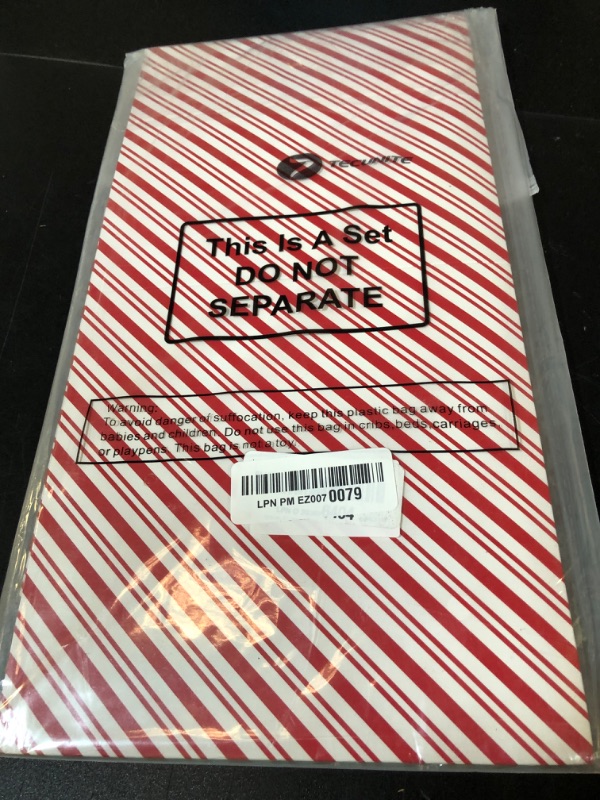 TECUNITE
This Is A Set
DO NOT
SEPARATE
Warning:
To avoid danger of suffocation, keep this plastic bag away from
babies and children. Do not use this bag in cribs,beds,carriages,
or playpens. This bag is not a toy.
LPN PM EZ007 0079